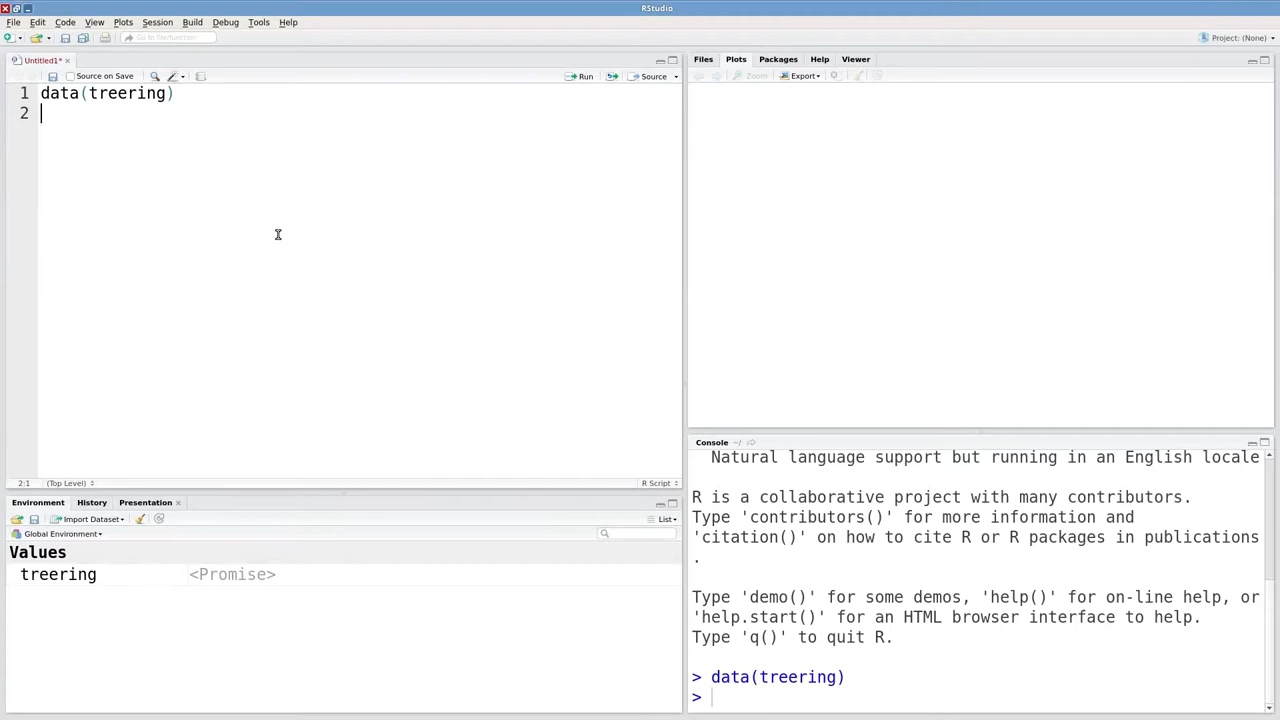 RStudio
File Edit Code View Plots Session Build Debug Tools Help
Go to file/function
Project: (None)
Untitled1*
Source on Save
Run
Source
1 data(treering)
2
2:1 (Top Level)
R Script
Environment History Presentation
Import Dataset
List
Global Environment
Values
treering <Promise>
Files Plots Packages Help Viewer
Zoom Export
Console ~/
Natural language support but running in an English locale
R is a collaborative project with many contributors.
Type 'contributors()' for more information and
'citation()' on how to cite R or R packages in publications
.
Type 'demo()' for some demos, 'help()' for on-line help, or
'help.start()' for an HTML browser interface to help.
Type 'q()' to quit R.
> data(treering)
>